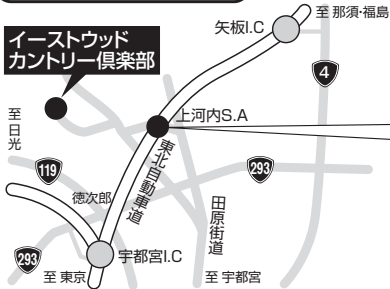 至 那須・福島
矢板I.C
イーストウッド
カントリー倶楽部
4
至日光
上河内S.A
119
東北自動車道
293
徳次郎
田原街道
293
宇都宮I.C
至 東京
至 宇都宮